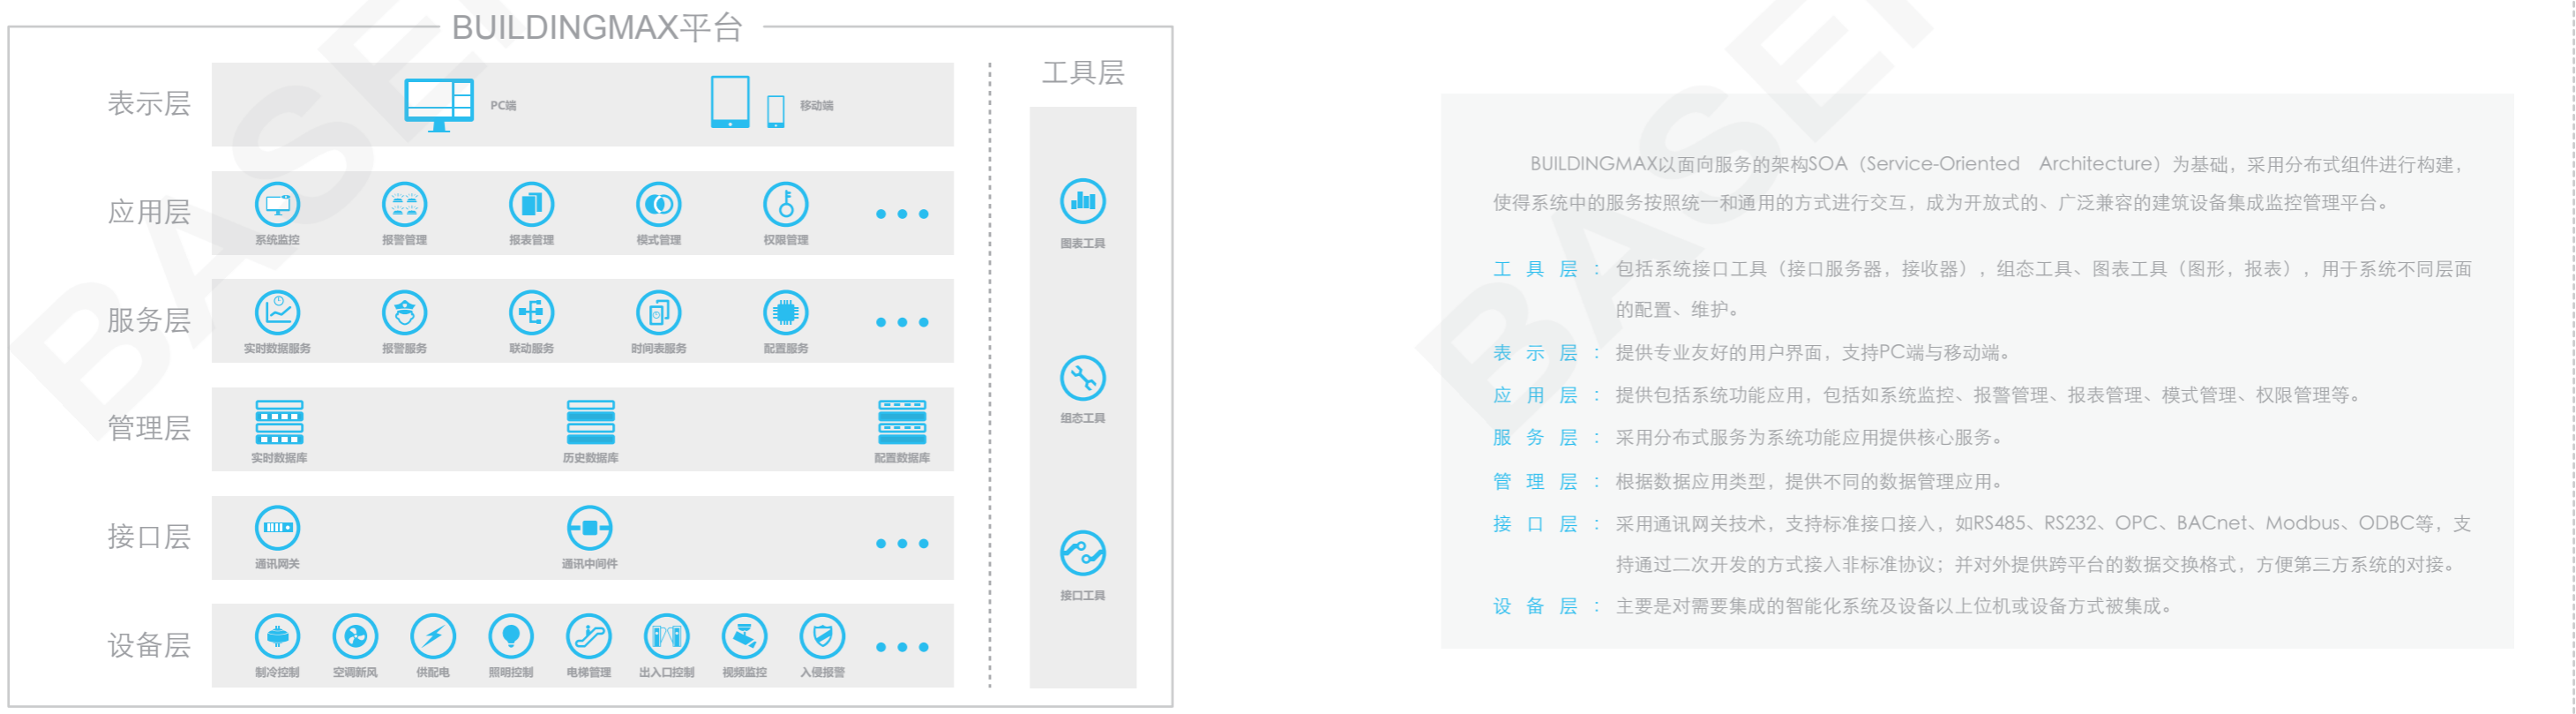 BUILDINGMAX平台
表示层
PC端
移动端
应用层
系统监控
报警管理
报表管理
模式管理
权限管理
服务层
实时数据服务
报警服务
联动服务
时间表服务
配置服务
管理层
实时数据库
历史数据库
配置数据库
接口层
通讯网关
通讯中间件
设备层
制冷控制
空调新风
供配电
照明控制
电梯管理
出入口控制
视频监控
入侵报警
工具层
图表工具
组态工具
接口工具
BUILDINGMAX以面向服务的架构SOA（Service-Oriented Architecture）为基础，采用分布式组件进行构建，
使得系统中的服务按照统一和通用的方式进行交互，成为开放式的、广泛兼容的建筑设备集成监控管理平台。
工具层：包括系统接口工具（接口服务器，接收器），组态工具、图表工具（图形，报表），用于系统不同层面
的配置、维护。
表示层：提供专业友好的用户界面，支持PC端与移动端。
应用层：提供包括系统功能应用，包括如系统监控、报警管理、报表管理、模式管理、权限管理等。
服务层：采用分布式服务为系统功能应用提供核心服务。
管理层：根据数据应用类型，提供不同的数据管理应用。
接口层：采用通讯网关技术，支持标准接口接入，如RS485、RS232、OPC、BACnet、Modbus、ODBC等，支
持通过二次开发的方式接入非标准协议；并对外提供跨平台的数据交换格式，方便第三方系统的对接。
设备层：主要是对需要集成的智能化系统及设备以上位机或设备方式被集成。